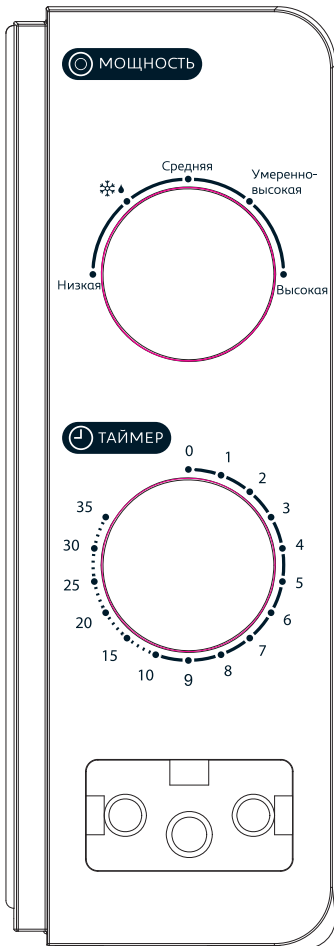 МОЩНОСТЬ
Средняя
Умеренно-
высокая
Низкая
Высокая
ТАЙМЕР
0
1
2
3
4
5
6
7
8
9
10
15
20
25
30
35